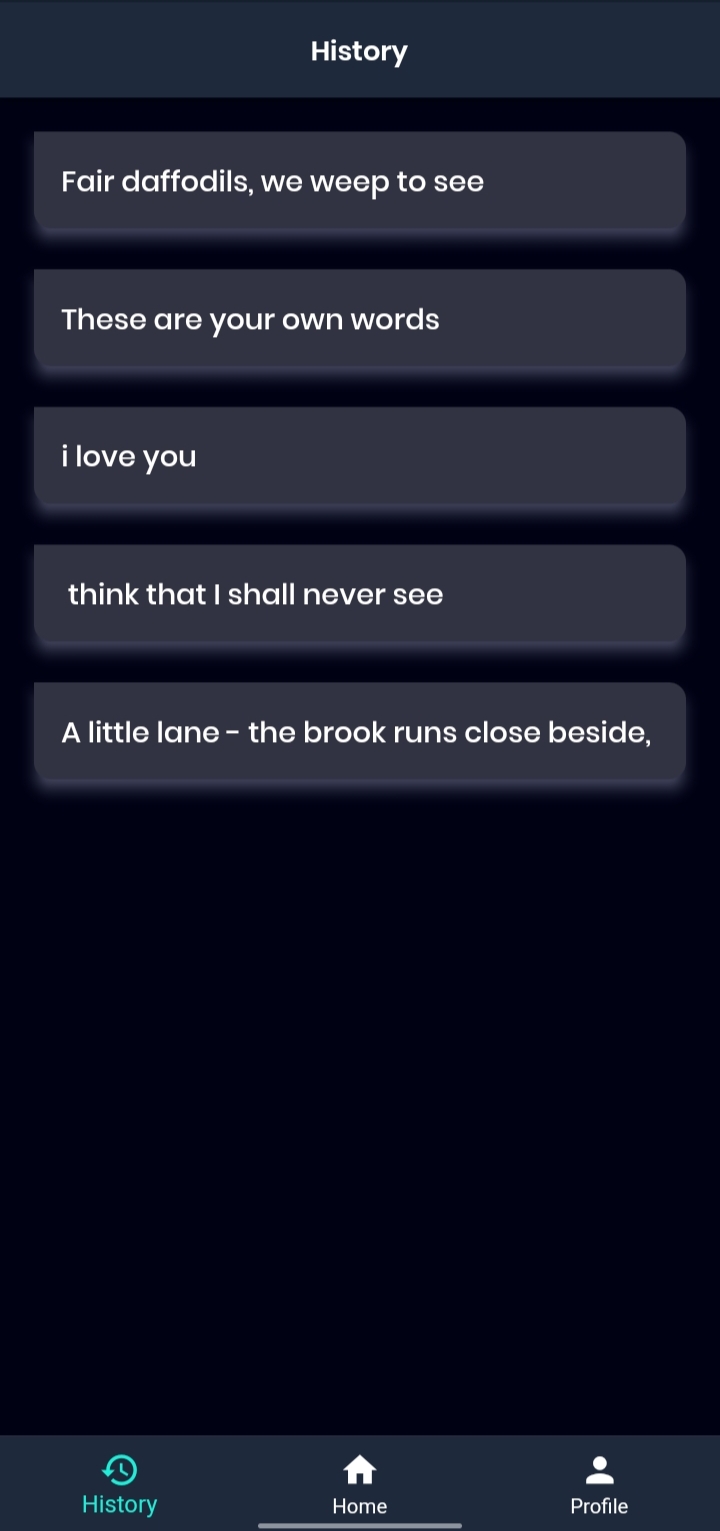 History
Fair daffodils, we weep to see
These are your own words
i love you
think that I shall never see
A little lane - the brook runs close beside,
History
Home
Profile